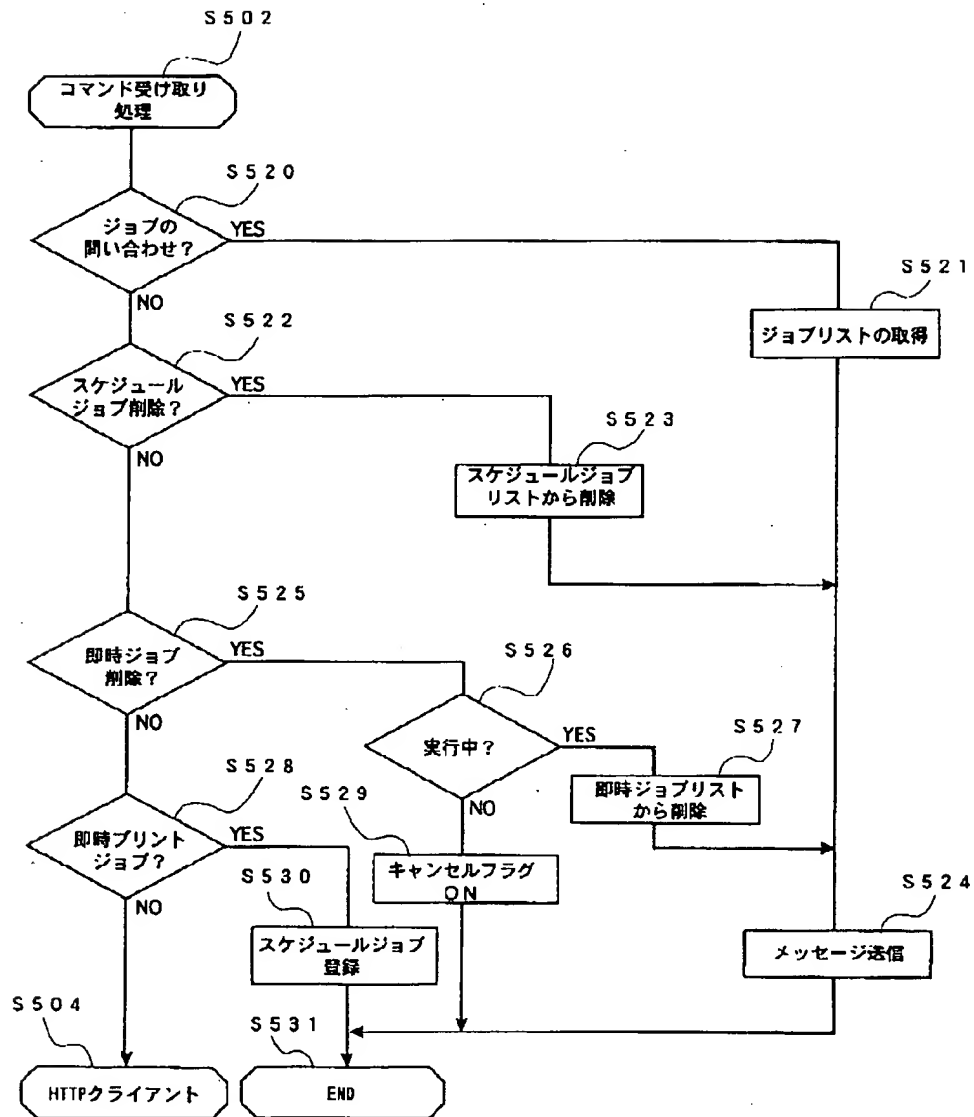 S502
コマンド受け取り
処理
S520
ジョブの
問い合わせ?
YES
NO
S521
ジョブリストの取得
S522
スケジュール
ジョブ削除?
YES
NO
S523
スケジュールジョブ
リストから削除
S525
即時ジョブ
削除?
YES
NO
S526
実行中?
YES
NO
S527
即時ジョブリスト
から削除
S528
即時プリント
ジョブ?
YES
NO
S529
キャンセルフラグ
ON
S530
スケジュールジョブ
登録
S524
メッセージ送信
S504
HTTPクライアント
S531
END